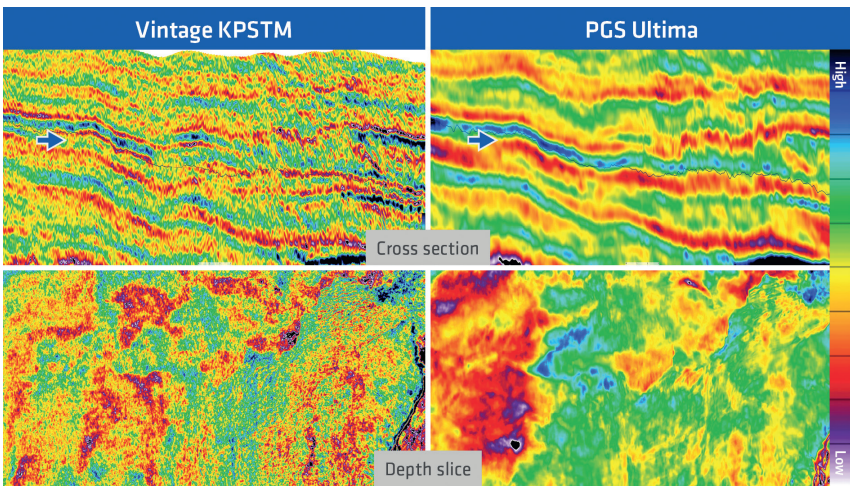 Vintage KPSTM
PGS Ultima
High
Cross section
Depth slice
Low